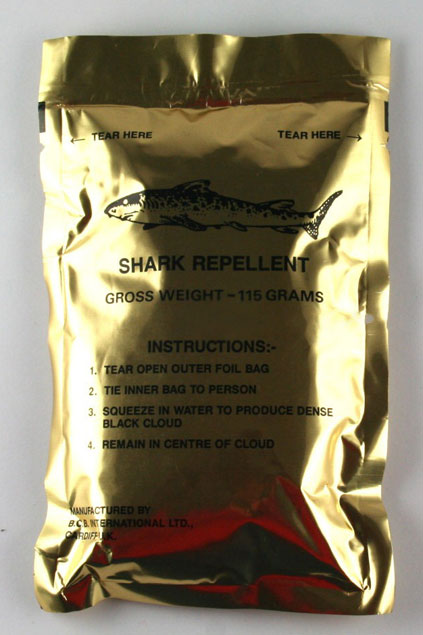 ← TEAR HERE TEAR HERE →
SHARK REPELLENT
GROSS WEIGHT - 115 GRAMS
INSTRUCTIONS:-
1. TEAR OPEN OUTER FOIL BAG
2. TIE INNER BAG TO PERSON
3. SQUEEZE IN WATER TO PRODUCE DENSE
BLACK CLOUD
4. REMAIN IN CENTRE OF CLOUD
MANUFACTURED BY
B.C.B. INTERNATIONAL LTD.,
CARDIFF U.K.